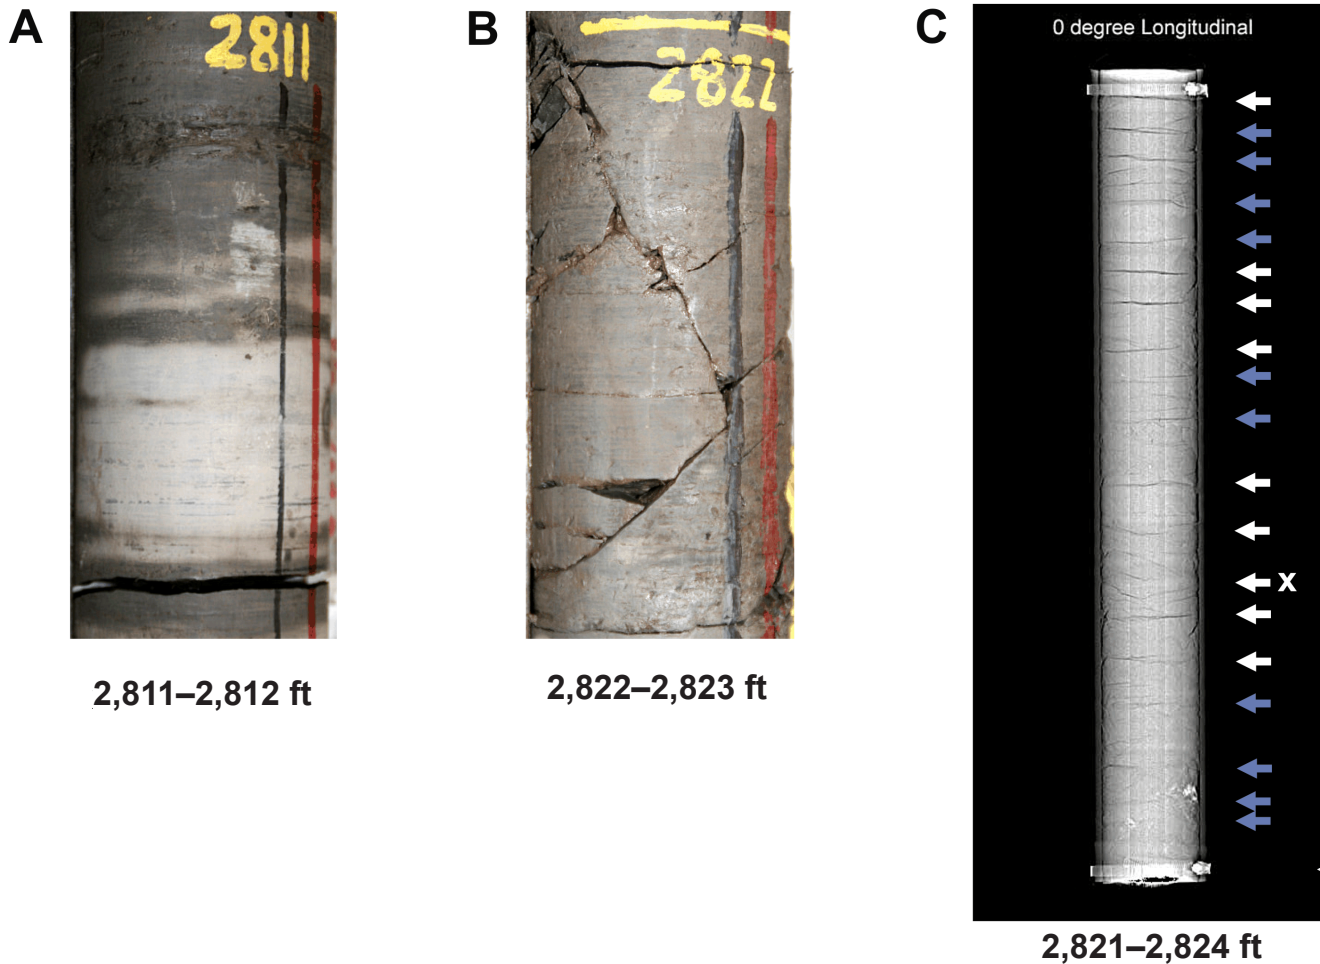 A
2811
2,811–2,812 ft
B
2822
2,822–2,823 ft
C
0 degree Longitudinal
X
2,821–2,824 ft